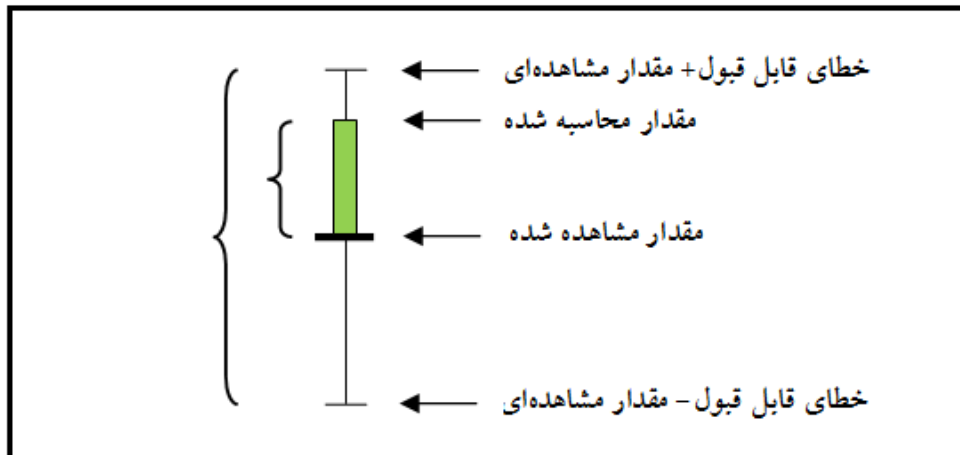 خطای قابل قبول+ مقدار مشاهده‌ای
مقدار محاسبه شده
مقدار مشاهده شده
خطای قابل قبول– مقدار مشاهده‌ای